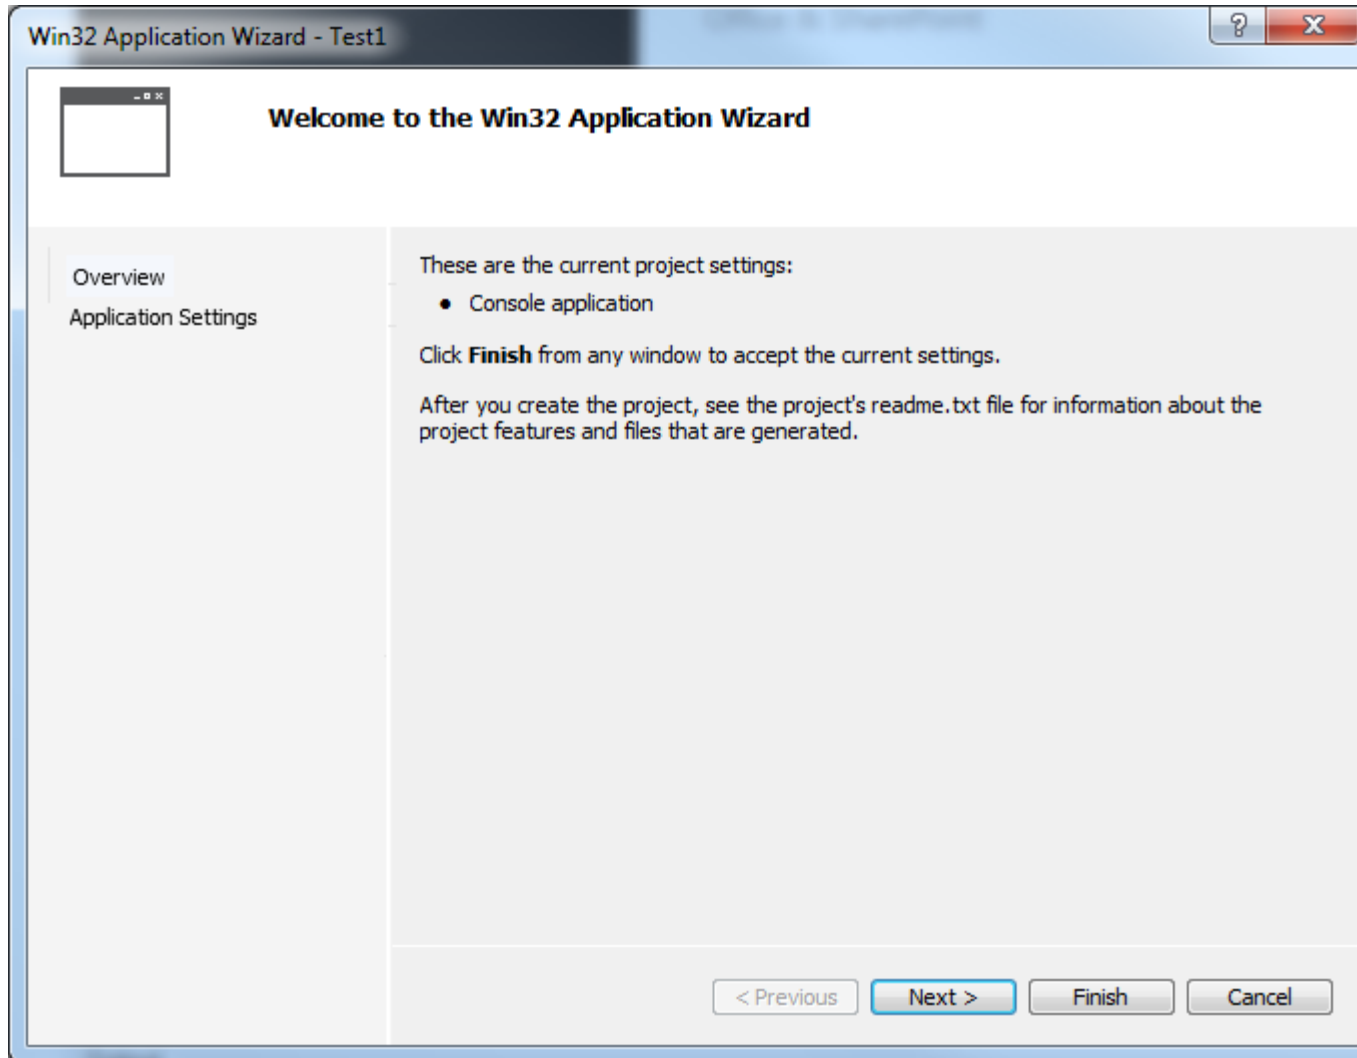 Win32 Application Wizard - Test1
Welcome to the Win32 Application Wizard
Overview
Application Settings
These are the current project settings:
• Console application
Click Finish from any window to accept the current settings.
After you create the project, see the project's readme.txt file for information about the
project features and files that are generated.
< Previous
Next >
Finish
Cancel